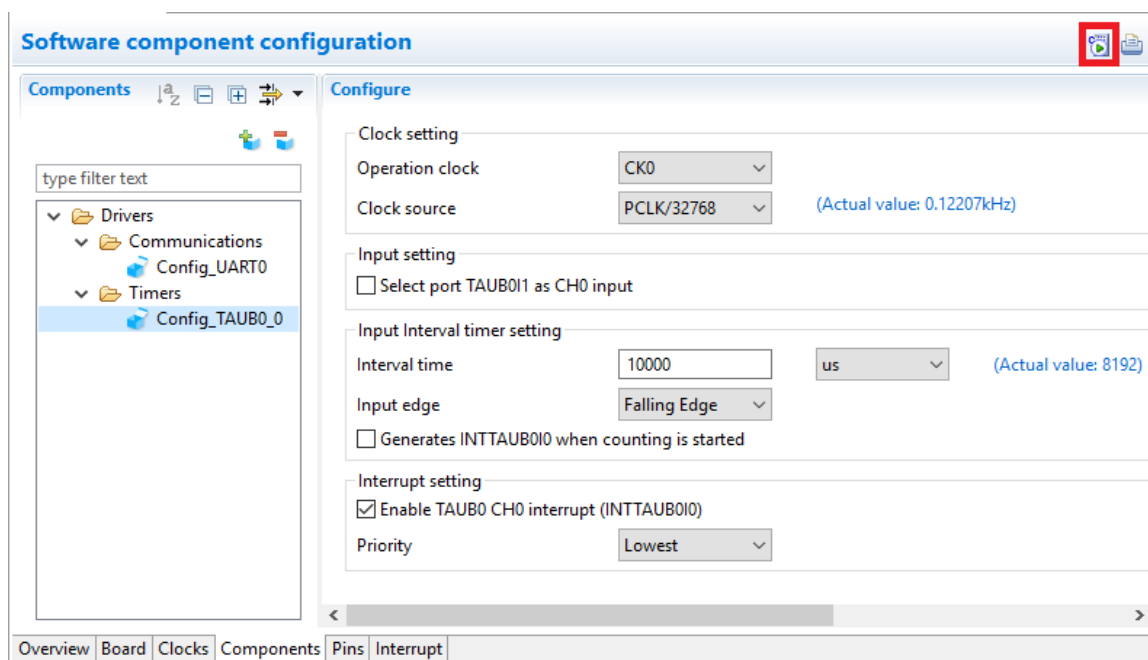 Software component configuration
Components
Configure
type filter text
Drivers
Communications
Config_UART0
Timers
Config_TAUB0_0
Clock setting
Operation clock CK0
Clock source PCLK/32768 (Actual value: 0.12207kHz)
Input setting
Select port TAUB0I1 as CH0 input
Input Interval timer setting
Interval time 10000 us (Actual value: 8192)
Input edge Falling Edge
Generates INTTAUB0I0 when counting is started
Interrupt setting
Enable TAUB0 CH0 interrupt (INTTAUB0I0)
Priority Lowest
Overview Board Clocks Components Pins Interrupt